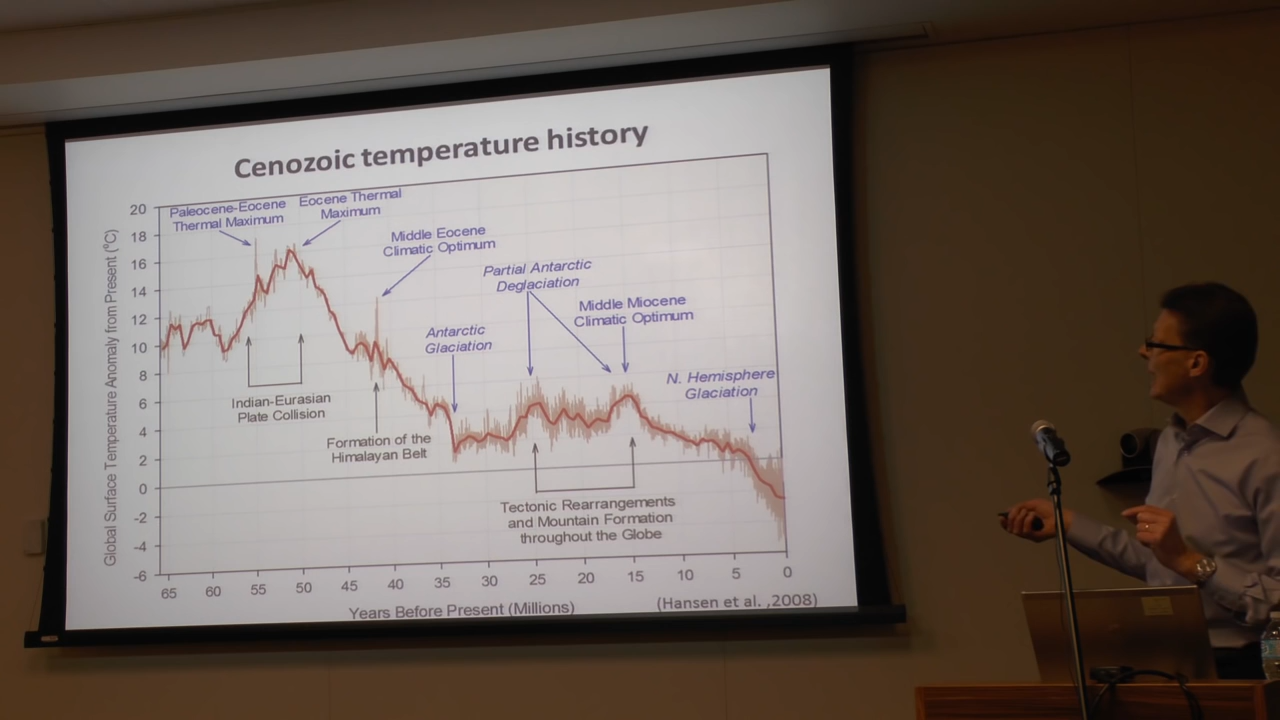 Cenozoic temperature history
Global Surface Temperature Anomaly from Present (°C)
20
18
16
14
12
10
8
6
4
2
0
-2
-4
-6
Paleocene-Eocene
Thermal Maximum
Eocene Thermal
Maximum
Middle Eocene
Climatic Optimum
Partial Antarctic
Deglaciation
Middle Miocene
Climatic Optimum
Antarctic
Glaciation
N. Hemisphere
Glaciation
Indian-Eurasian
Plate Collision
Formation of the
Himalayan Belt
Tectonic Rearrangements
and Mountain Formation
throughout the Globe
65 60 55 50 45 40 35 30 25 20 15 10 5 0
Years Before Present (Millions)
(Hansen et al. ,2008)